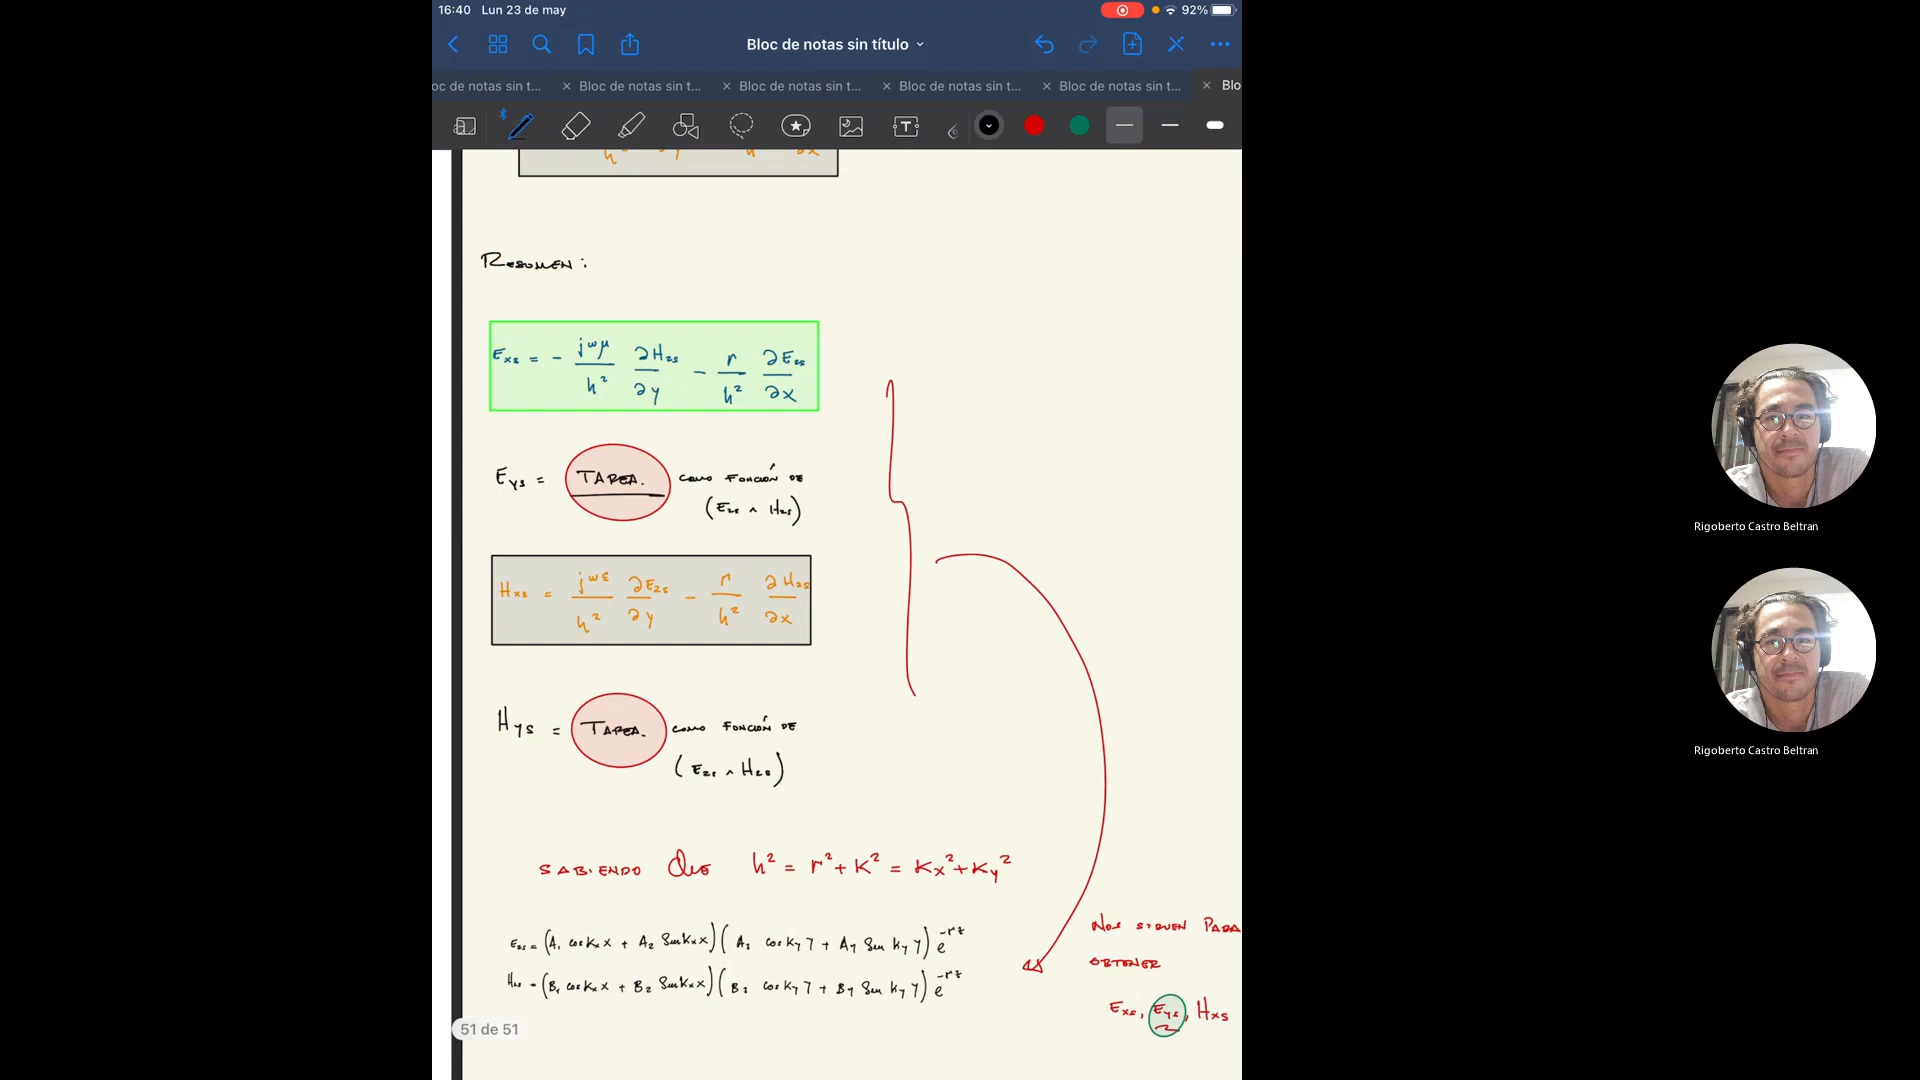 16:40 Lun 23 de may 92%
Bloc de notas sin título
oc de notas sin t... × Bloc de notas sin t... × Bloc de notas sin t... × Bloc de notas sin t... × Bloc de notas sin t... × Blo
RESUMEN:
Exs = - jωμ/h² ∂Hzs/∂y - r/h² ∂Ezs/∂x
Eys = TAREA. COMO FUNCIÓN DE
(Ezs ^ Hzs)
Hxs = jωε/h² ∂Ezs/∂y - r/h² ∂Hzs/∂x
Hys = TAREA. COMO FUNCIÓN DE
(Ezs ^ Hzs)
SABIENDO QUE h² = r² + K² = Kx² + Ky²
Ezs = (A₁ cos Kx x + A₂ Sen Kx x)(A₃ cos Ky y + A₄ Sen Ky y) e^-rz
Hzs = (B₁ cos Kx x + B₂ Sen Kx x)(B₃ cos Ky y + B₄ Sen Ky y) e^-rz
NOS SIRVEN PARA
OBTENER
Exs, Eys, Hxs
51 de 51
Rigoberto Castro Beltran
Rigoberto Castro Beltran